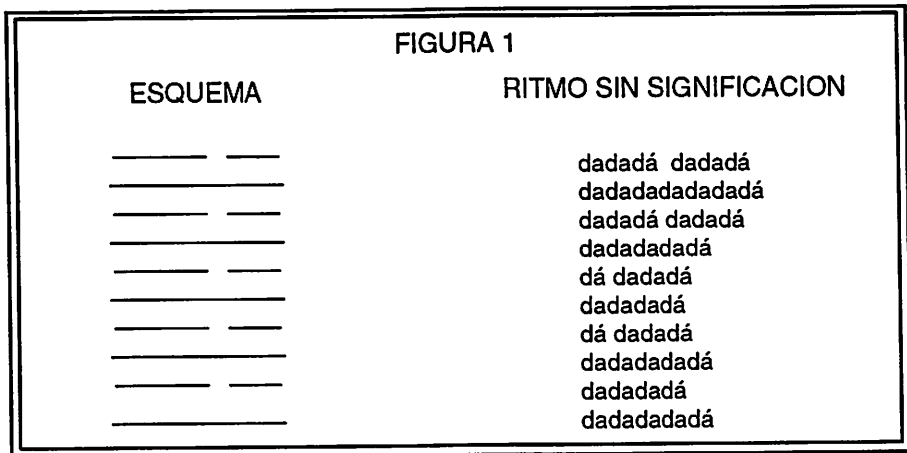 FIGURA 1
ESQUEMA
RITMO SIN SIGNIFICACION
dadadá dadadá
dadadadadadadá
dadadá dadadá
dadadadadá
dá dadadá
dadadadá
dá dadadá
dadadadadá
dadadadá
dadadadadá